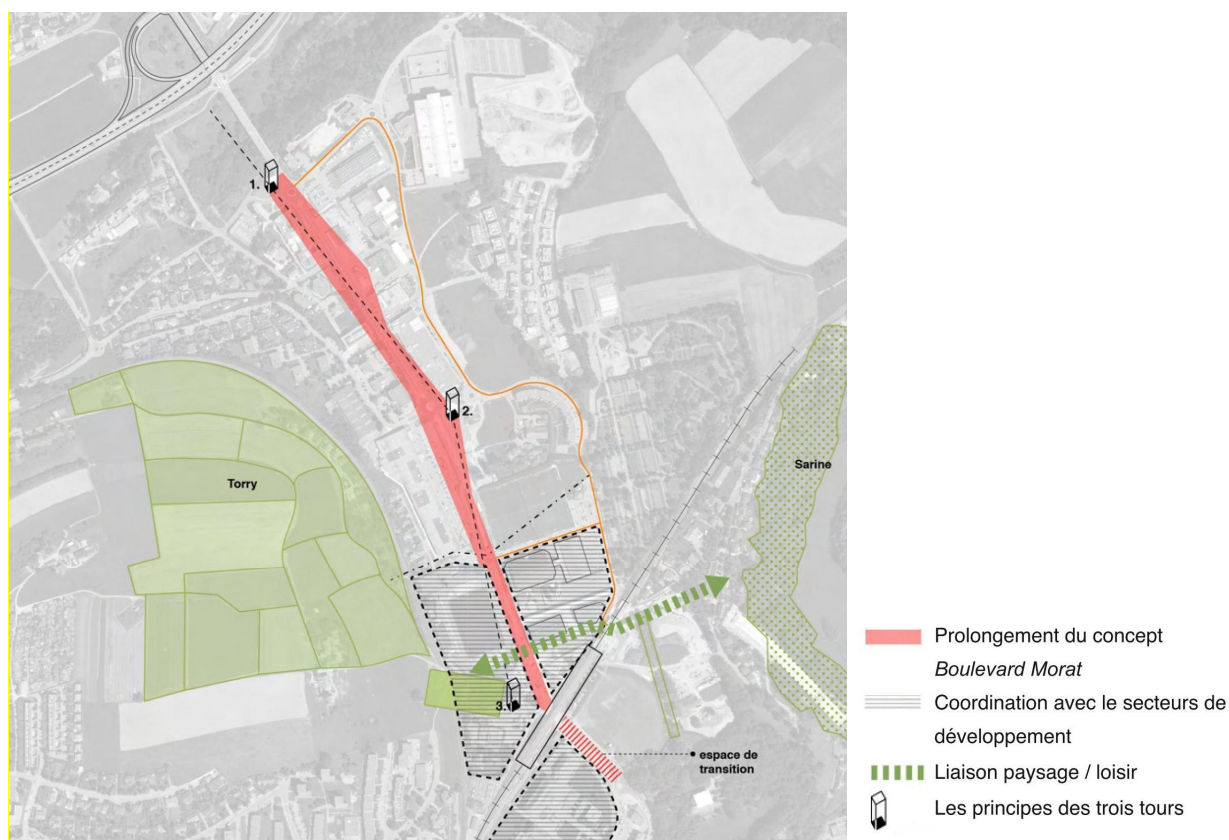 1.
2.
Torry
Sarine
3.
espace de
transition
Prolongement du concept
Boulevard Morat
Coordination avec le secteurs de
développement
Liaison paysage / loisir
Les principes des trois tours